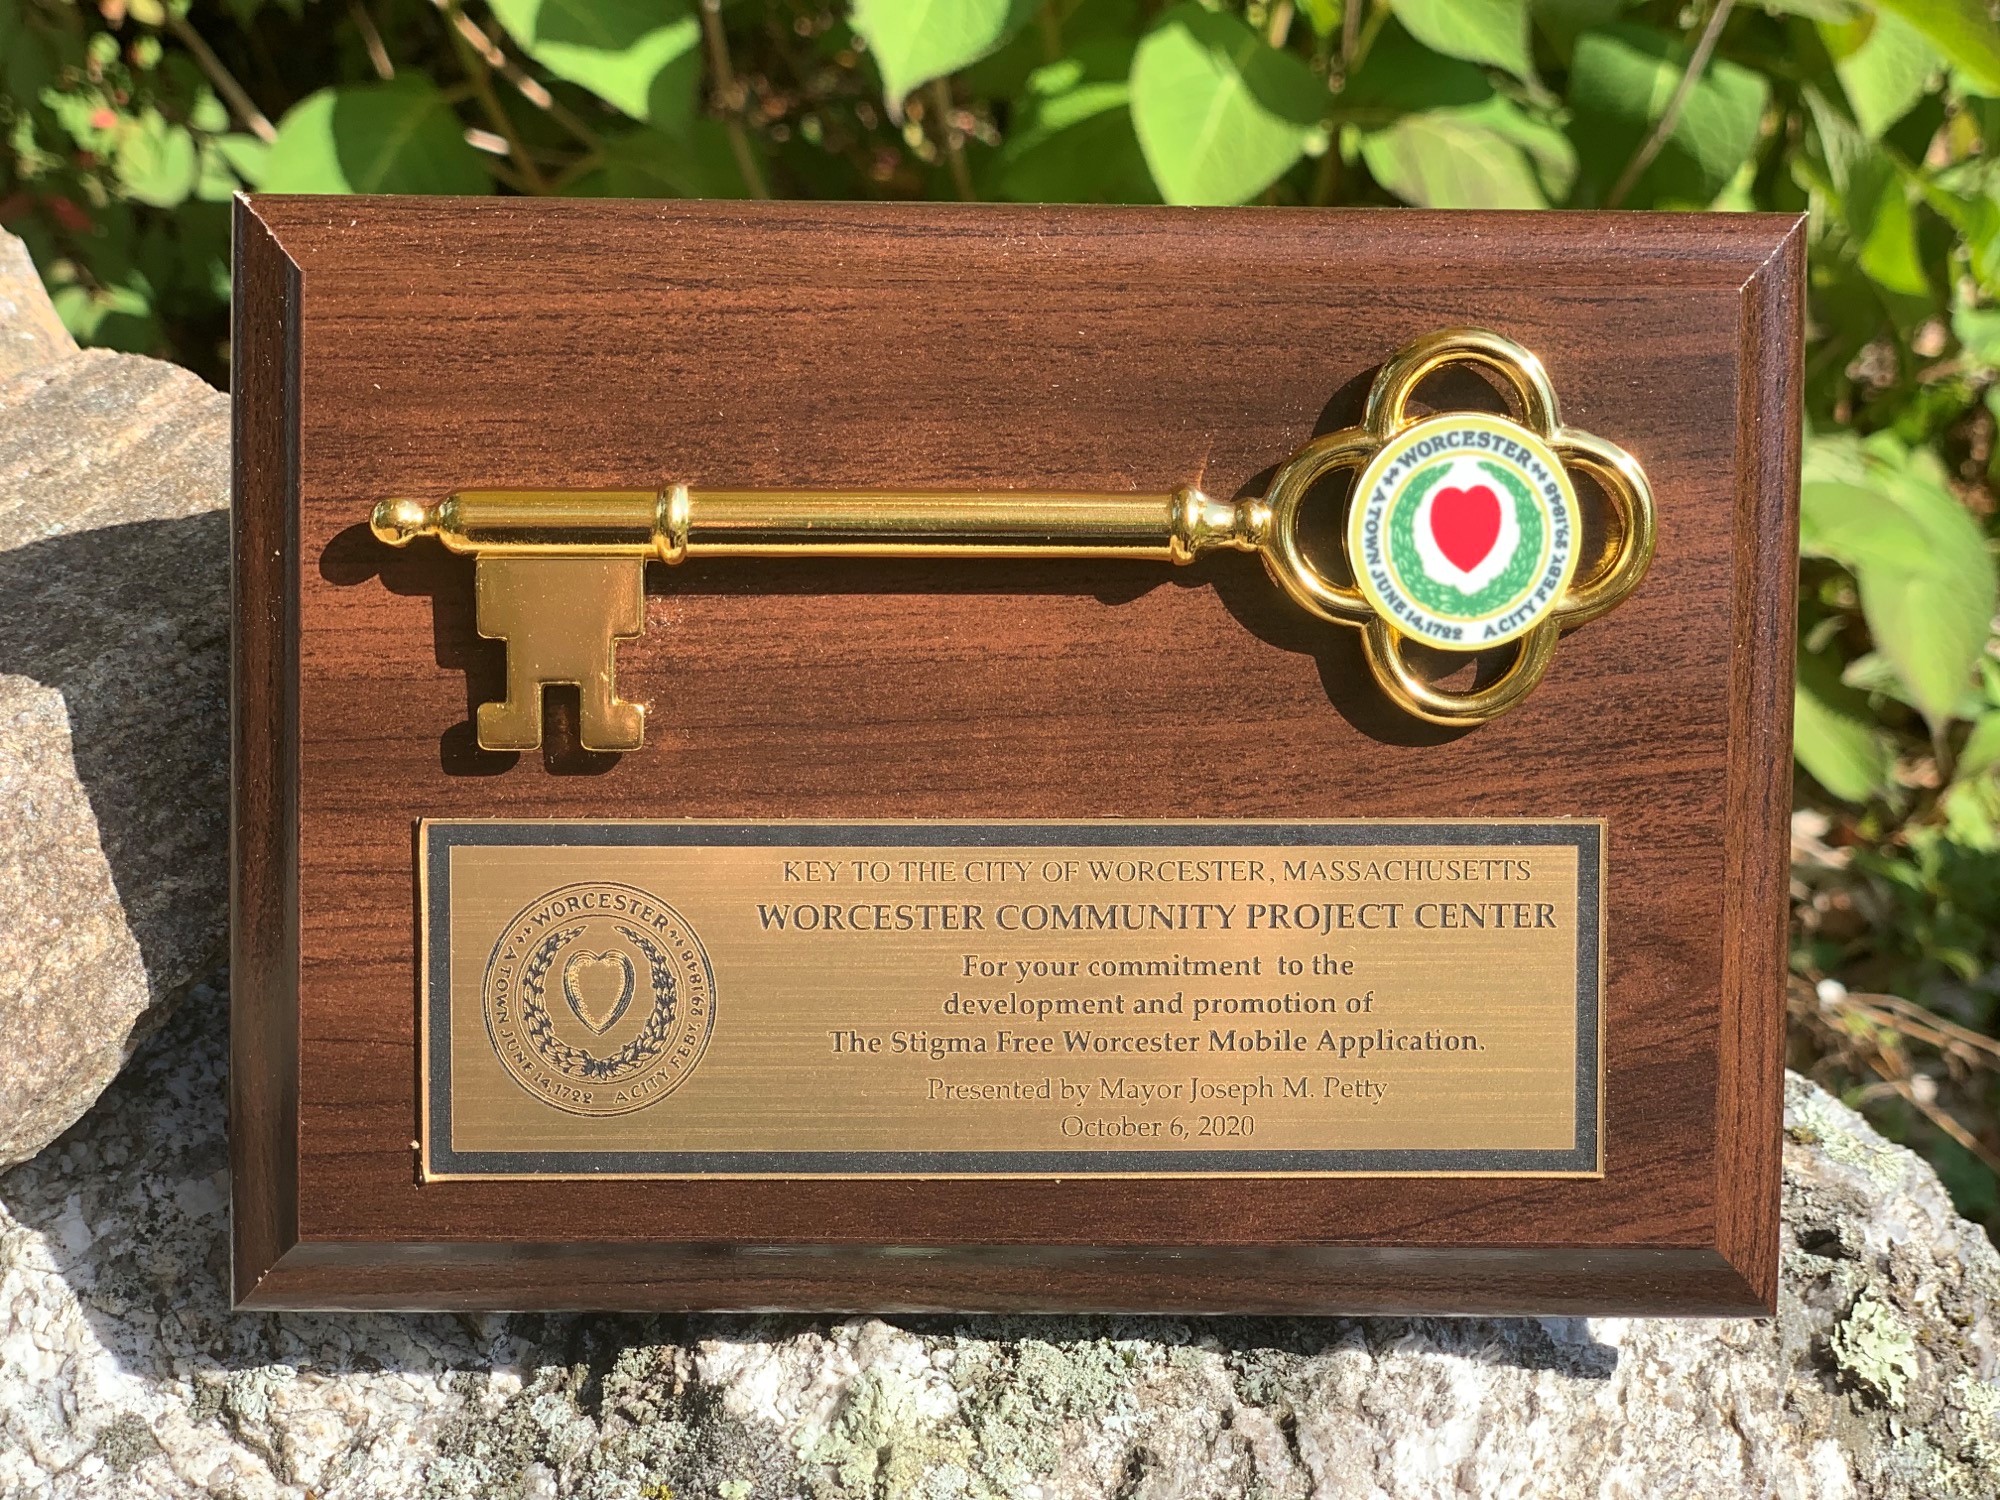 WORCESTER
A TOWN JUNE 14, 1722 A CITY FEBY. 29, 1848
KEY TO THE CITY OF WORCESTER, MASSACHUSETTS
WORCESTER COMMUNITY PROJECT CENTER
For your commitment to the
development and promotion of
The Stigma Free Worcester Mobile Application.
Presented by Mayor Joseph M. Petty
October 6, 2020
WORCESTER
A TOWN JUNE 14, 1722 A CITY FEBY. 29, 1848